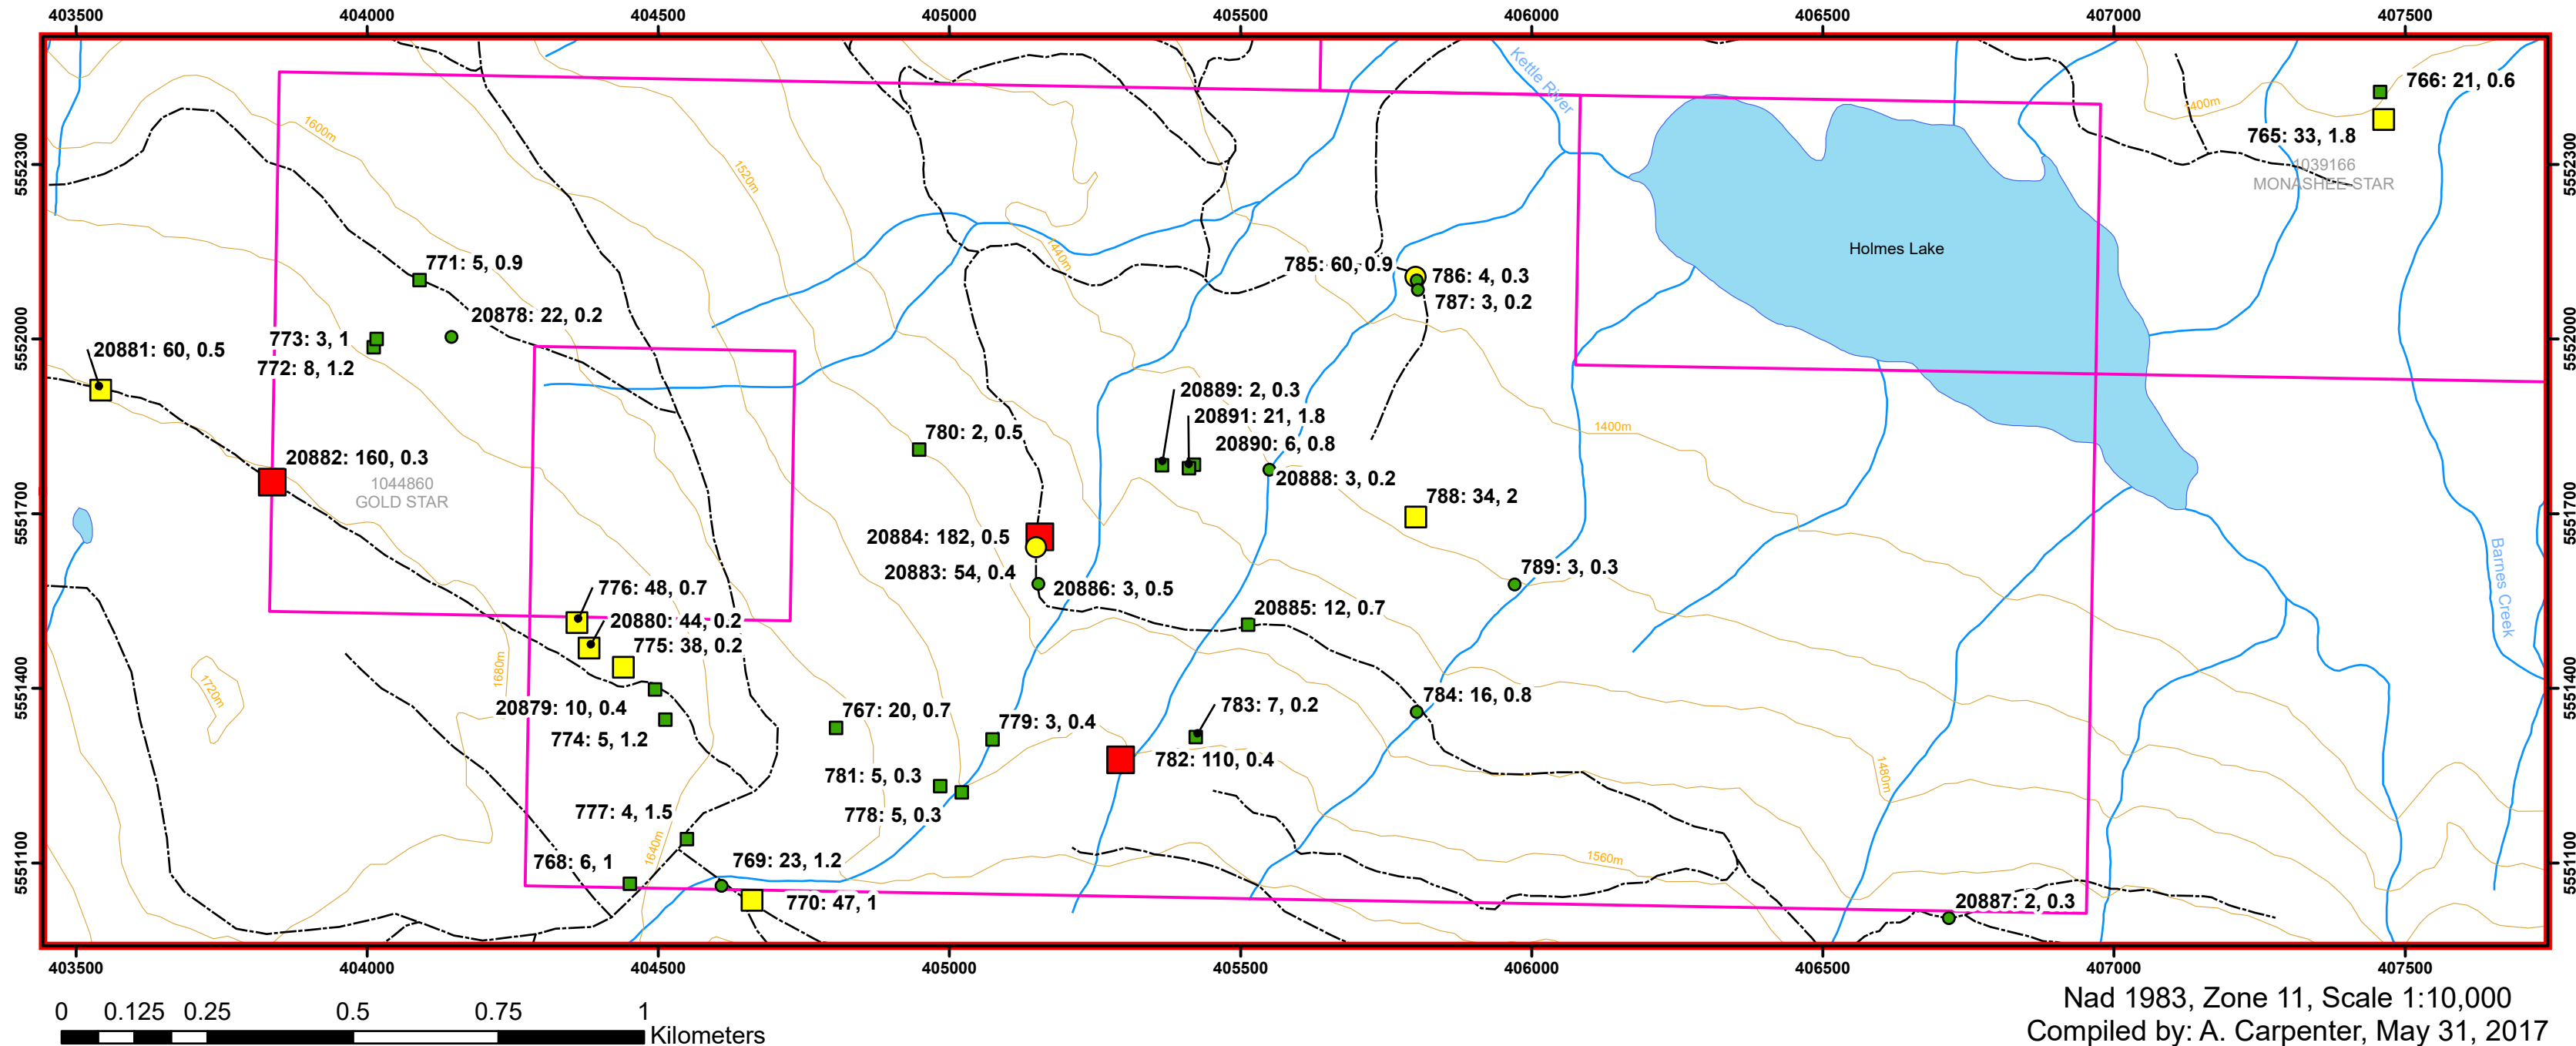 403500 404000 404500 405000 405500 406000 406500 407000 407500
5552300
5552000
5551700
5551400
5551100
5552300
5552000
5551700
5551400
5551100
Kettle River
1400m
766: 21, 0.6
765: 33, 1.8
1039166
MONASHEE STAR
1600m
1520m
1440m
Holmes Lake
771: 5, 0.9
785: 60, 0.9
786: 4, 0.3
787: 3, 0.2
20878: 22, 0.2
773: 3, 1
772: 8, 1.2
20881: 60, 0.5
20889: 2, 0.3
20891: 21, 1.8
20890: 6, 0.8
20888: 3, 0.2
780: 2, 0.5
1400m
20882: 160, 0.3
1044860
GOLD STAR
788: 34, 2
20884: 182, 0.5
20883: 54, 0.4
20886: 3, 0.5
789: 3, 0.3
Barnes Creek
776: 48, 0.7
20880: 44, 0.2
775: 38, 0.2
20885: 12, 0.7
1680m
1720m
20879: 10, 0.4
774: 5, 1.2
767: 20, 0.7
779: 3, 0.4
783: 7, 0.2
784: 16, 0.8
782: 110, 0.4
781: 5, 0.3
778: 5, 0.3
1480m
777: 4, 1.5
1640m
768: 6, 1
769: 23, 1.2
770: 47, 1
1560m
20887: 2, 0.3
403500 404000 404500 405000 405500 406000 406500 407000 407500
0 0.125 0.25 0.5 0.75 1
Kilometers
Nad 1983, Zone 11, Scale 1:10,000
Compiled by: A. Carpenter, May 31, 2017